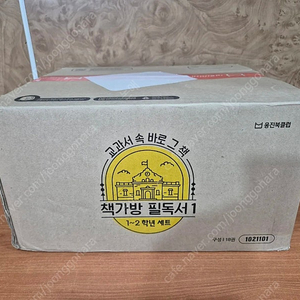 웅진북클럽
교과서 속 바로 그 책
책가방 필독서 1
1~2 학년 세트
1021101